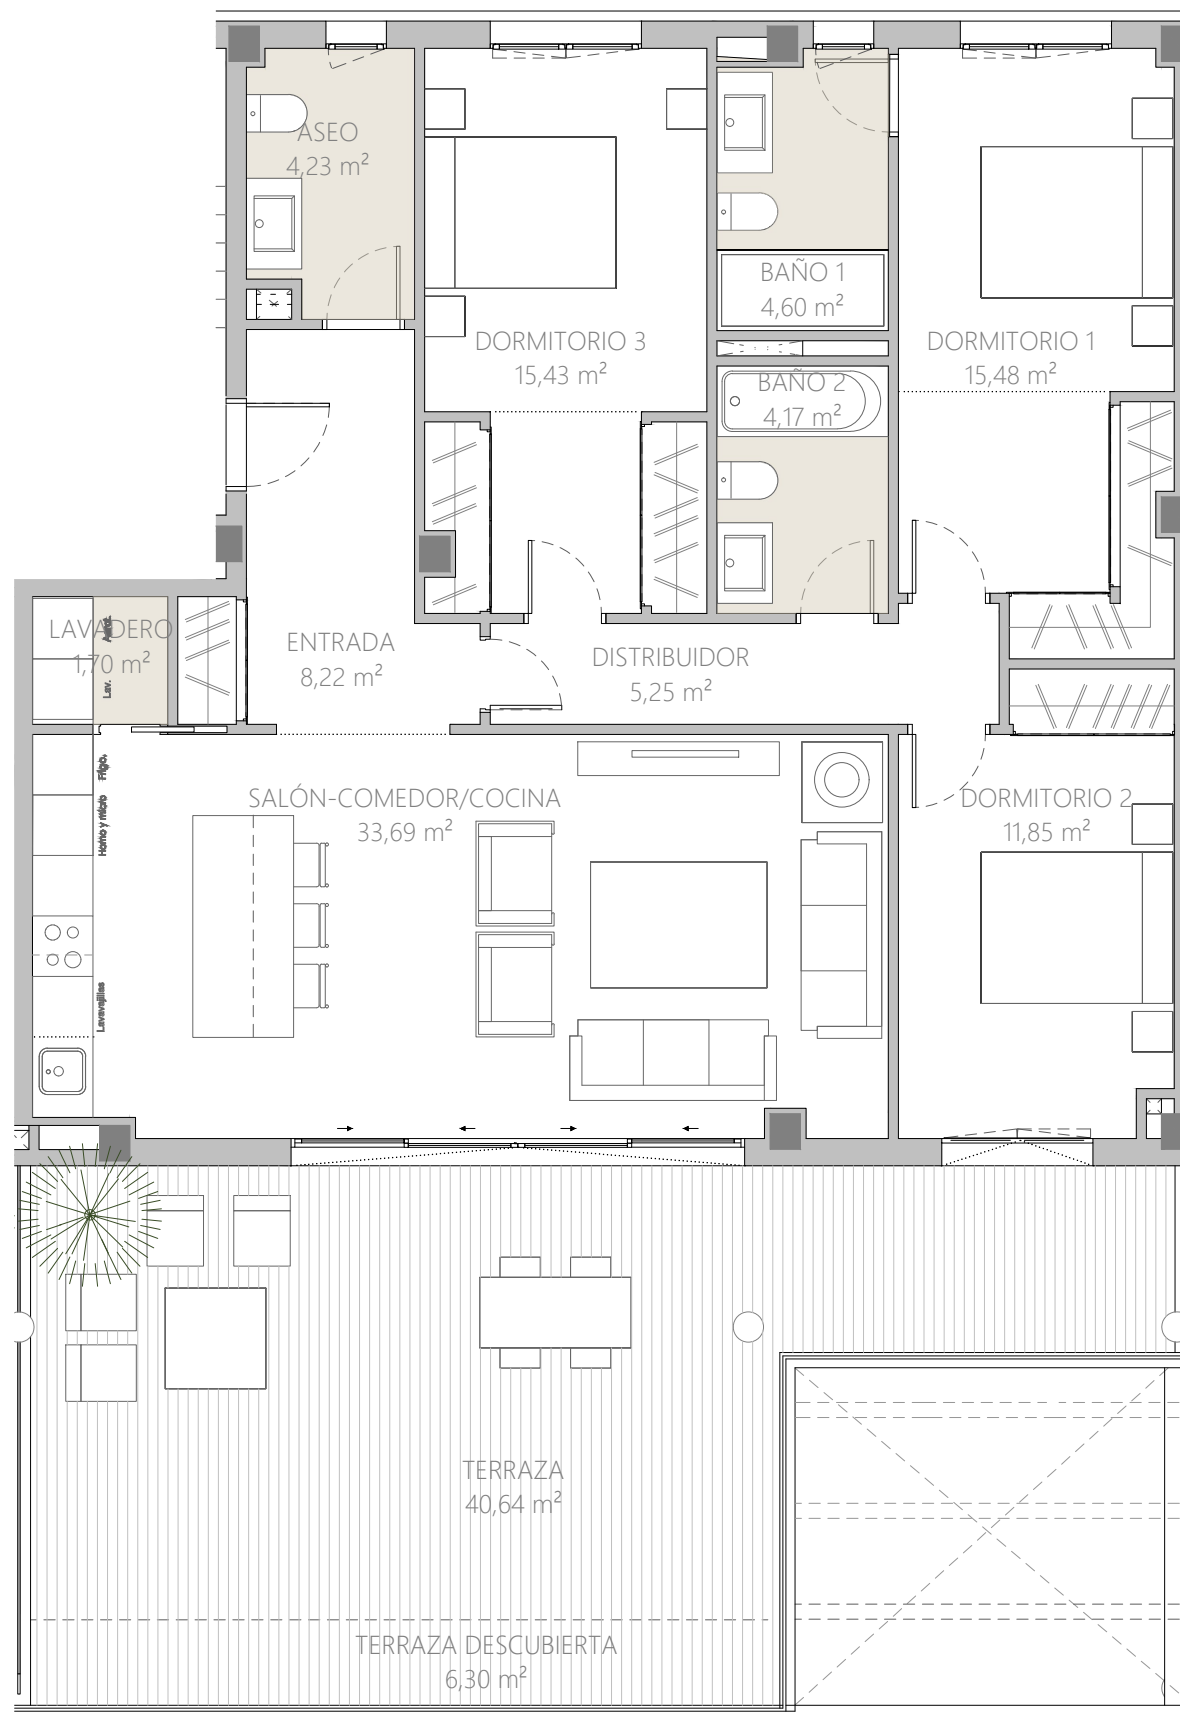 ASEO
4,23 m²
BAÑO 1
4,60 m²
DORMITORIO 3
15,43 m²
DORMITORIO 1
15,48 m²
BAÑO 2
4,17 m²
LAVADERO
1,70 m²
Lav.
ENTRADA
8,22 m²
DISTRIBUIDOR
5,25 m²
Frigo.
Horno y micro
SALÓN-COMEDOR/COCINA
33,69 m²
DORMITORIO 2
11,85 m²
Lavavajillas
TERRAZA
40,64 m²
TERRAZA DESCUBIERTA
6,30 m²